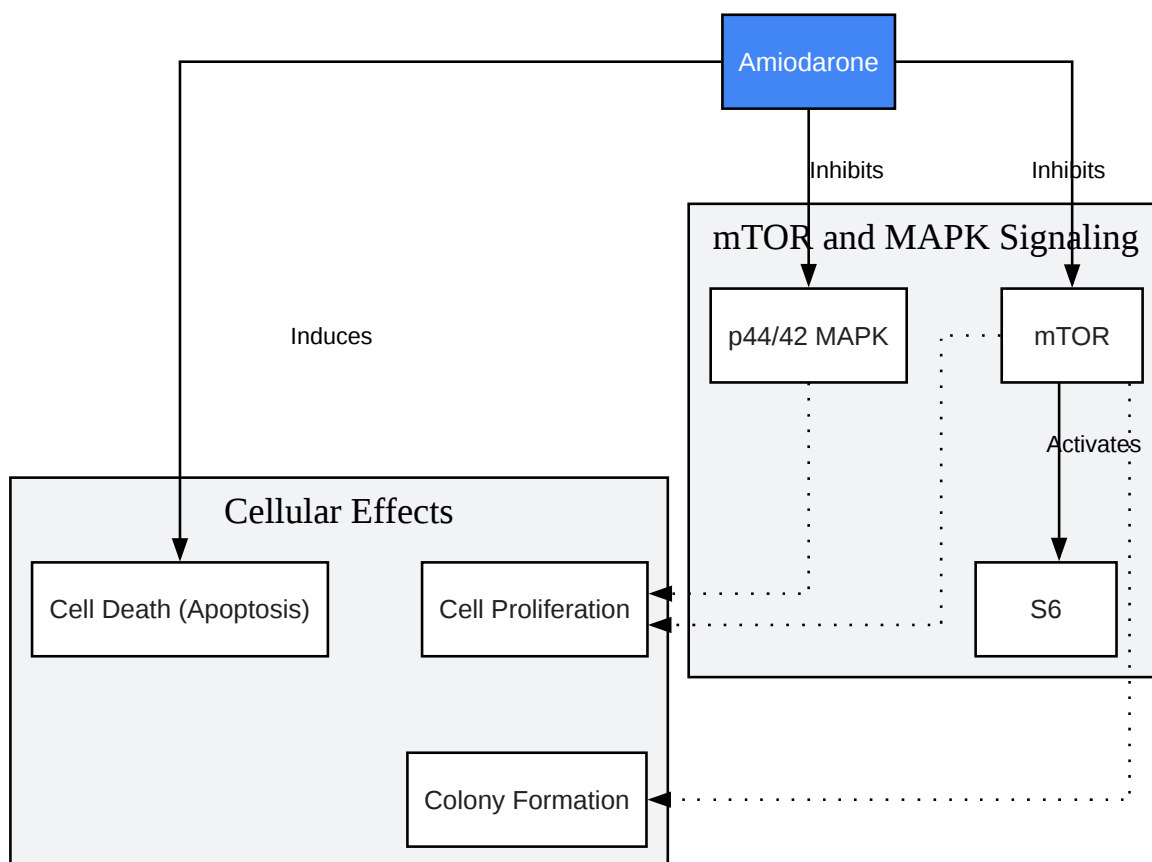 Amiodarone
Inhibits
Inhibits
mTOR and MAPK Signaling
p44/42 MAPK
mTOR
Induces
Activates
Cellular Effects
Cell Death (Apoptosis)
Cell Proliferation
S6
Colony Formation